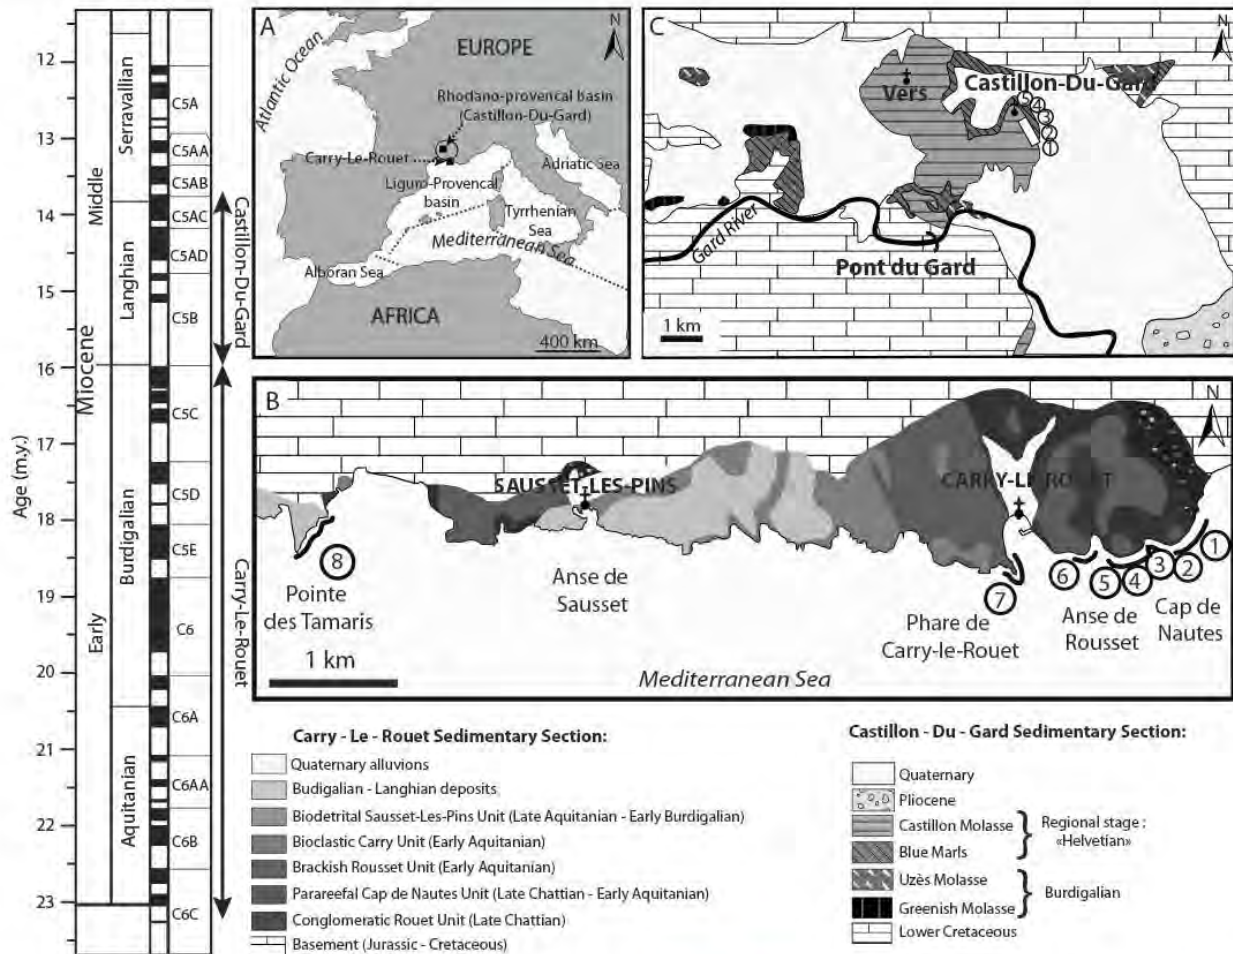 Age (m.y.)
12
13
14
15
16
17
18
19
20
21
22
23
Miocene
Middle
Early
Serravallian
Langhian
Burdigalian
Aquitanian
C5A
C5AA
C5AB
C5AC
C5AD
C5B
C5C
C5D
C5E
C6
C6A
C6AA
C6B
C6C
Castillon-Du-Gard
Carry-Le-Rouet
A
N
EUROPE
Atlantic Ocean
Rhodano-provencal basin
(Castillon-Du-Gard)
Carry-Le-Rouet
Adriatic Sea
Liguro-Provencal
basin
Tyrrhenian
Sea
Mediterranean Sea
Alboran Sea
AFRICA
400 km
C
N
Vers
Castillon-Du-Gard
5
4
3
2
1
Gard River
Pont du Gard
1 km
B
N
SAUSSET-LES-PINS
CARRY-LE-ROUET
8
7
6
5
4
3
2
1
Pointe
des Tamaris
Anse de
Sausset
Phare de
Carry-le-Rouet
Anse de
Rousset
Cap de
Nautes
1 km
Mediterranean Sea
Carry - Le - Rouet Sedimentary Section:
Quaternary alluvions
Budigalian - Langhian deposits
Biodetrital Sausset-Les-Pins Unit (Late Aquitanian - Early Burdigalian)
Bioclastic Carry Unit (Early Aquitanian)
Brackish Rousset Unit (Early Aquitanian)
Parareefal Cap de Nautes Unit (Late Chattian - Early Aquitanian)
Conglomeratic Rouet Unit (Late Chattian)
Basement (Jurassic - Cretaceous)
Castillon - Du - Gard Sedimentary Section:
Quaternary
Pliocene
Castillon Molasse
Blue Marls
Regional stage :
«Helvetian»
Uzès Molasse
Greenish Molasse
Burdigalian
Lower Cretaceous